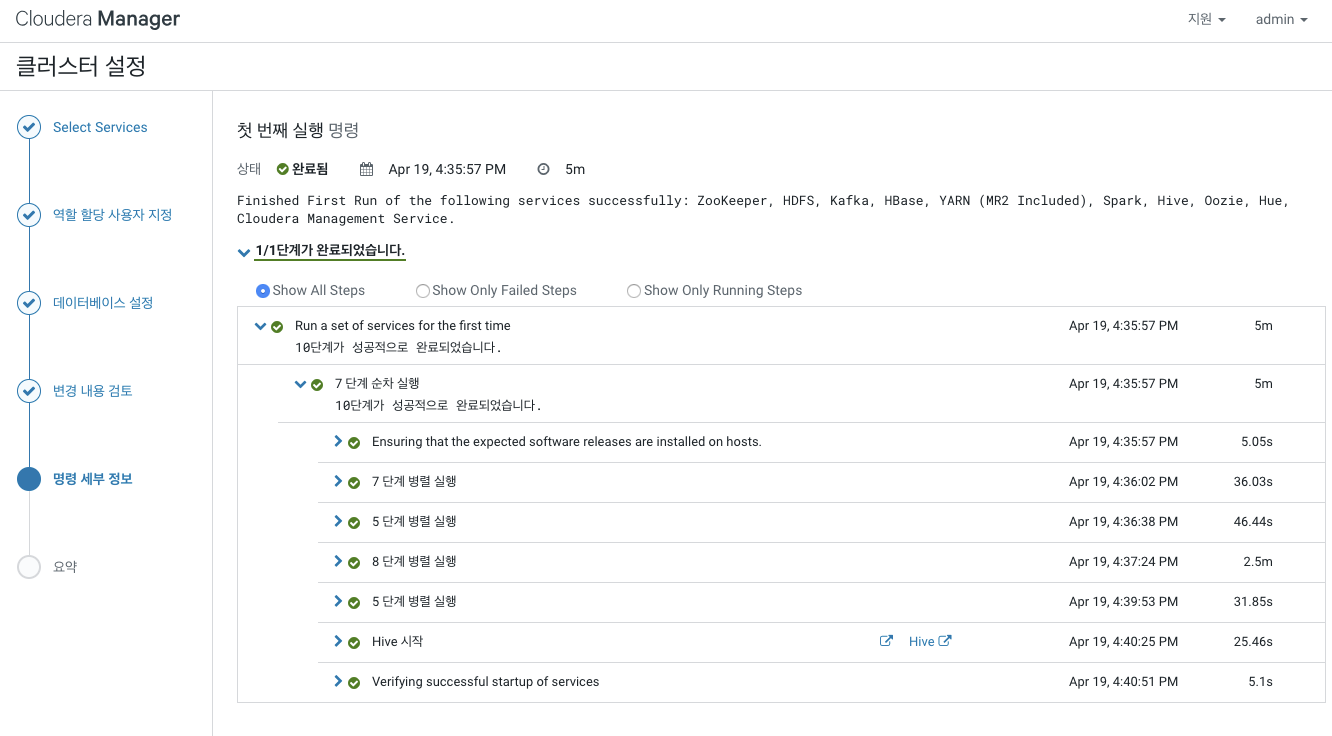 Cloudera Manager
지원 admin
클러스터 설정
Select Services
역할 할당 사용자 지정
데이터베이스 설정
변경 내용 검토
명령 세부 정보
요약
첫 번째 실행 명령
상태 완료됨 Apr 19, 4:35:57 PM 5m
Finished First Run of the following services successfully: ZooKeeper, HDFS, Kafka, HBase, YARN (MR2 Included), Spark, Hive, Oozie, Hue,
Cloudera Management Service.
1/1단계가 완료되었습니다.
Show All Steps Show Only Failed Steps Show Only Running Steps
Run a set of services for the first time Apr 19, 4:35:57 PM 5m
10단계가 성공적으로 완료되었습니다.
7 단계 순차 실행 Apr 19, 4:35:57 PM 5m
10단계가 성공적으로 완료되었습니다.
Ensuring that the expected software releases are installed on hosts. Apr 19, 4:35:57 PM 5.05s
7 단계 병렬 실행 Apr 19, 4:36:02 PM 36.03s
5 단계 병렬 실행 Apr 19, 4:36:38 PM 46.44s
8 단계 병렬 실행 Apr 19, 4:37:24 PM 2.5m
5 단계 병렬 실행 Apr 19, 4:39:53 PM 31.85s
Hive 시작 Hive Apr 19, 4:40:25 PM 25.46s
Verifying successful startup of services Apr 19, 4:40:51 PM 5.1s